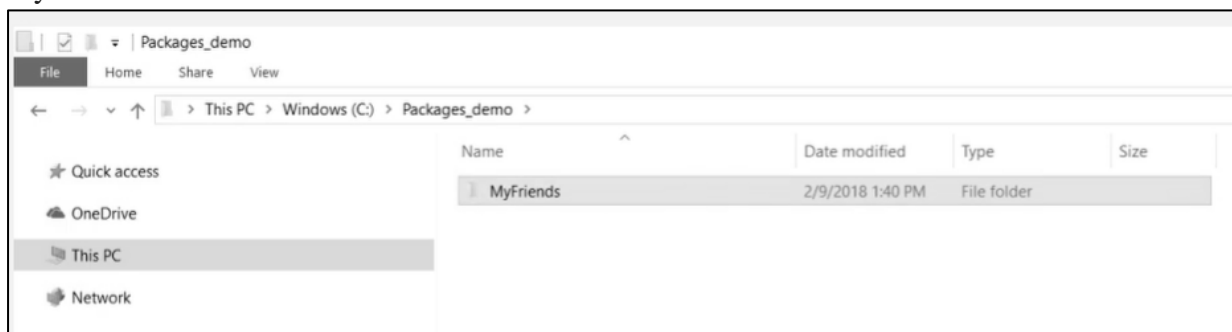 Packages_demo
File Home Share View
This PC > Windows (C:) > Packages_demo >
Name Date modified Type Size
Quick access
MyFriends 2/9/2018 1:40 PM File folder
OneDrive
This PC
Network